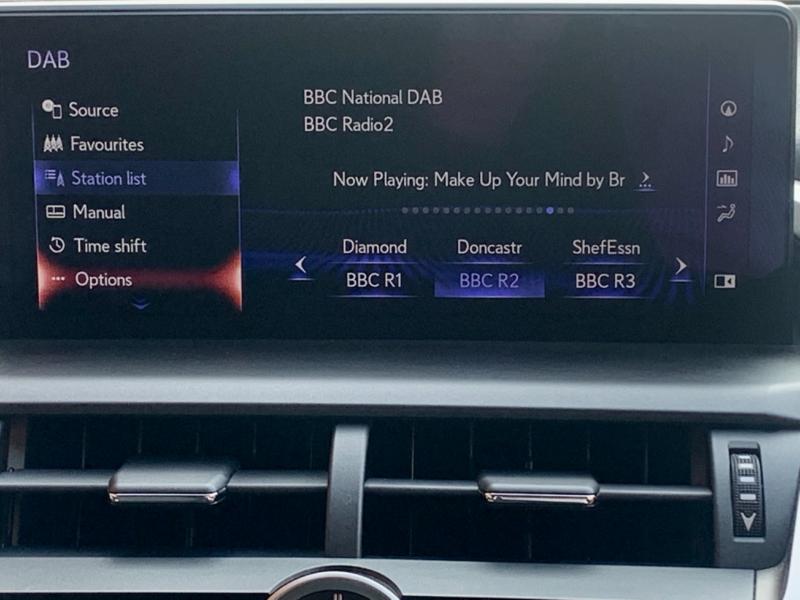 DAB
Source
Favourites
Station list
Manual
Time shift
Options
BBC National DAB
BBC Radio2
Now Playing: Make Up Your Mind by Br
Diamond Doncastr ShefEssn
BBC R1 BBC R2 BBC R3